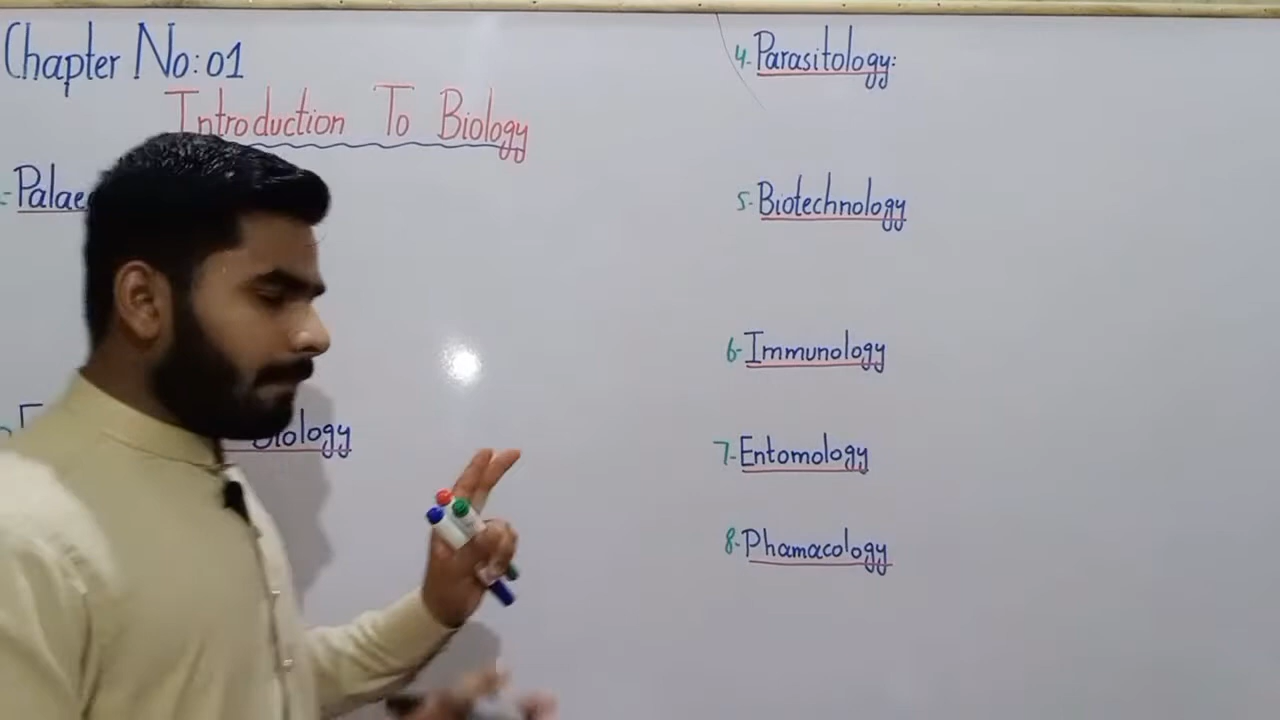 Chapter No:01
Introduction To Biology
Palae
Biology
4- Parasitology:
5- Biotechnology
6- Immunology
7- Entomology
8- Phamacology